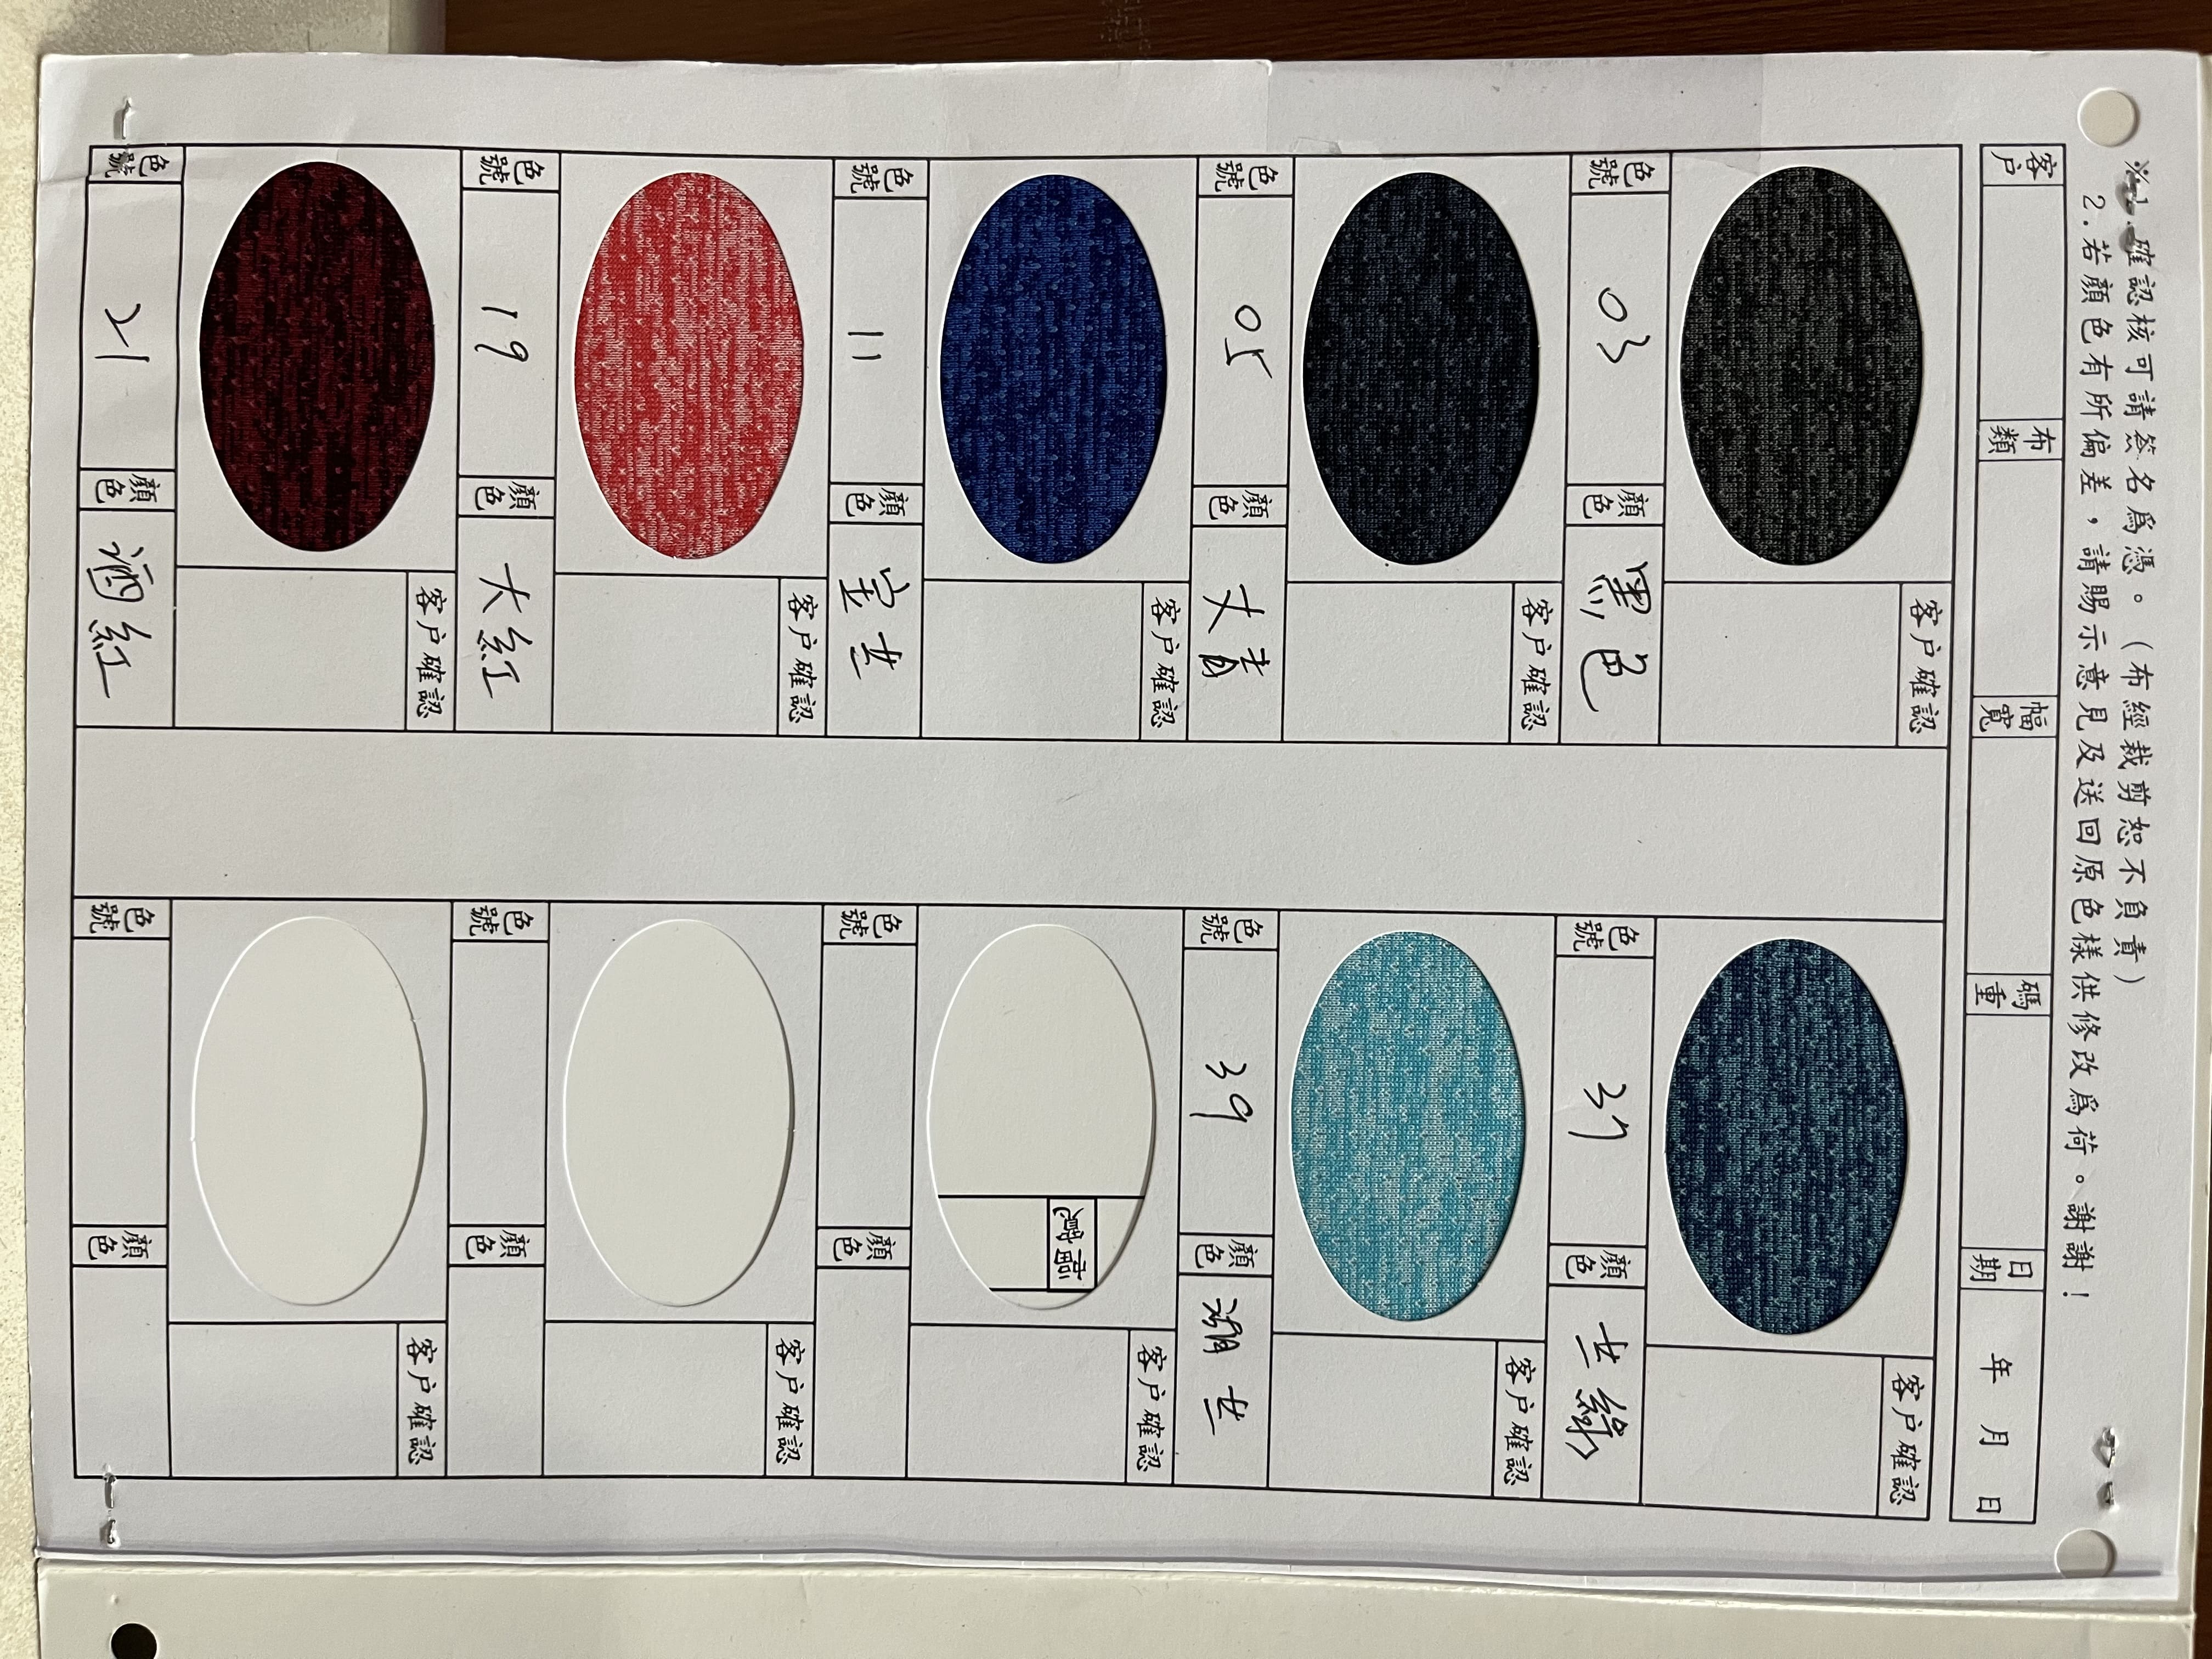 ※1.確認核可請簽名爲憑。(布經裁剪恕不負責)
2.若顏色有所偏差，請賜示意見及送回原色樣供修改爲荷。謝謝!
客户 布類 幅寬 碼重 日期 年 月 日
客户確認
色號 03 顏色 黑色
客户確認
色號 05 顏色 丈青
客户確認
色號 11 顏色 宝芏
客户確認
色號 19 顏色 大紅
客户確認
色號 21 顏色 酒紅
客户確認
色號 37 顏色 芏綠
客户確認
色號 39 顏色 湖芏
客户確認
幅寬
色號 顏色
客户確認
色號 顏色
客户確認
色號 顏色